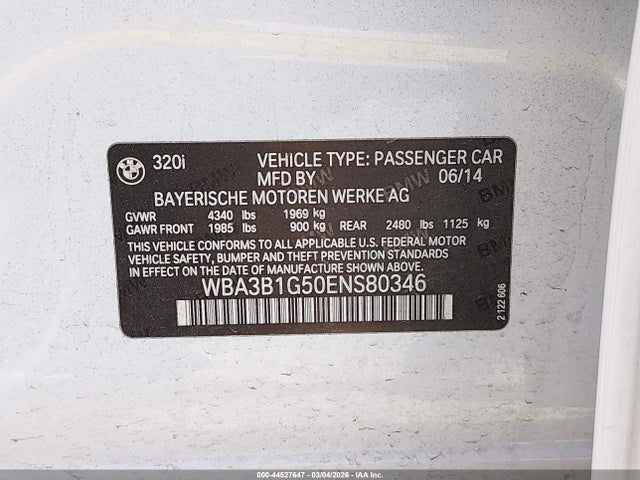 BMW 320i VEHICLE TYPE: PASSENGER CAR
MFD BY 06/14
BAYERISCHE MOTOREN WERKE AG
GVWR 4340 lbs 1969 kg
GAWR FRONT 1985 lbs 900 kg REAR 2480 lbs 1125 kg
THIS VEHICLE CONFORMS TO ALL APPLICABLE U.S. FEDERAL MOTOR
VEHICLE SAFETY, BUMPER AND THEFT PREVENTION STANDARDS
IN EFFECT ON THE DATE OF MANUFACTURE SHOWN ABOVE.
WBA3B1G50ENS80346
2 122 606
000-44527647 - 03/04/2026 - IAA Inc.